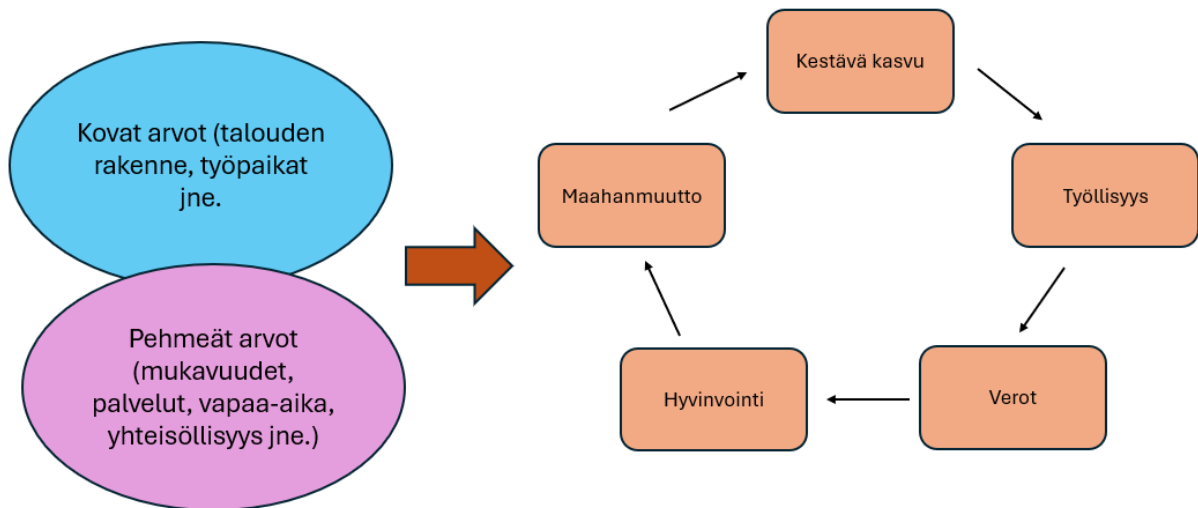 Kovat arvot (talouden
rakenne, työpaikat
jne.
Pehmeät arvot
(mukavuudet,
palvelut, vapaa-aika,
yhteisöllisyys jne.)
Kestävä kasvu
Työllisyys
Verot
Hyvinvointi
Maahanmuutto